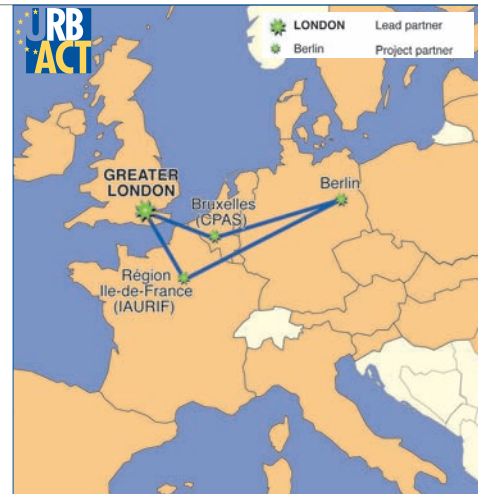 URB
ACT
LONDON Lead partner
Berlin Project partner
GREATER
LONDON
Bruxelles
(CPAS)
Berlin
Région
Ile-de-France
(IAURIF)